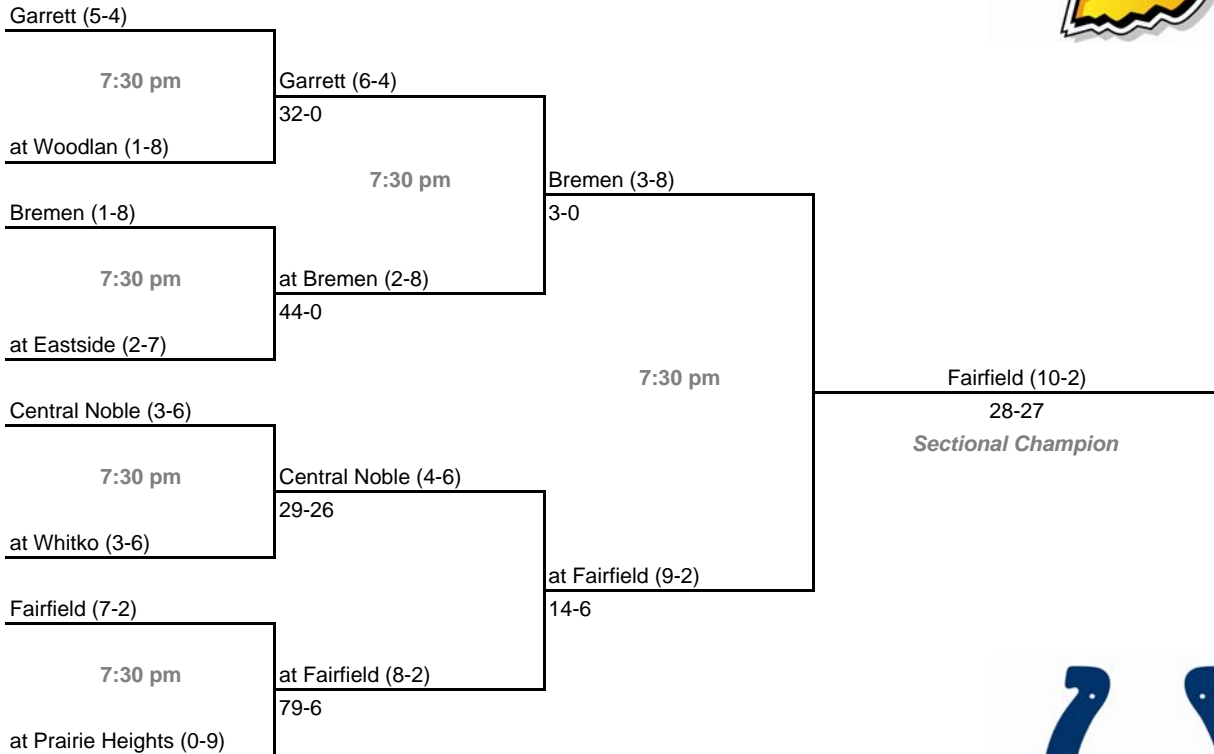 Garrett (5-4)
7:30 pm
Garrett (6-4)
32-0
at Woodlan (1-8)
7:30 pm
Bremen (3-8)
3-0
Bremen (1-8)
7:30 pm
at Bremen (2-8)
44-0
at Eastside (2-7)
7:30 pm
Fairfield (10-2)
28-27
Sectional Champion
Central Noble (3-6)
7:30 pm
Central Noble (4-6)
29-26
at Whitko (3-6)
at Fairfield (9-2)
14-6
Fairfield (7-2)
7:30 pm
at Fairfield (8-2)
79-6
at Prairie Heights (0-9)